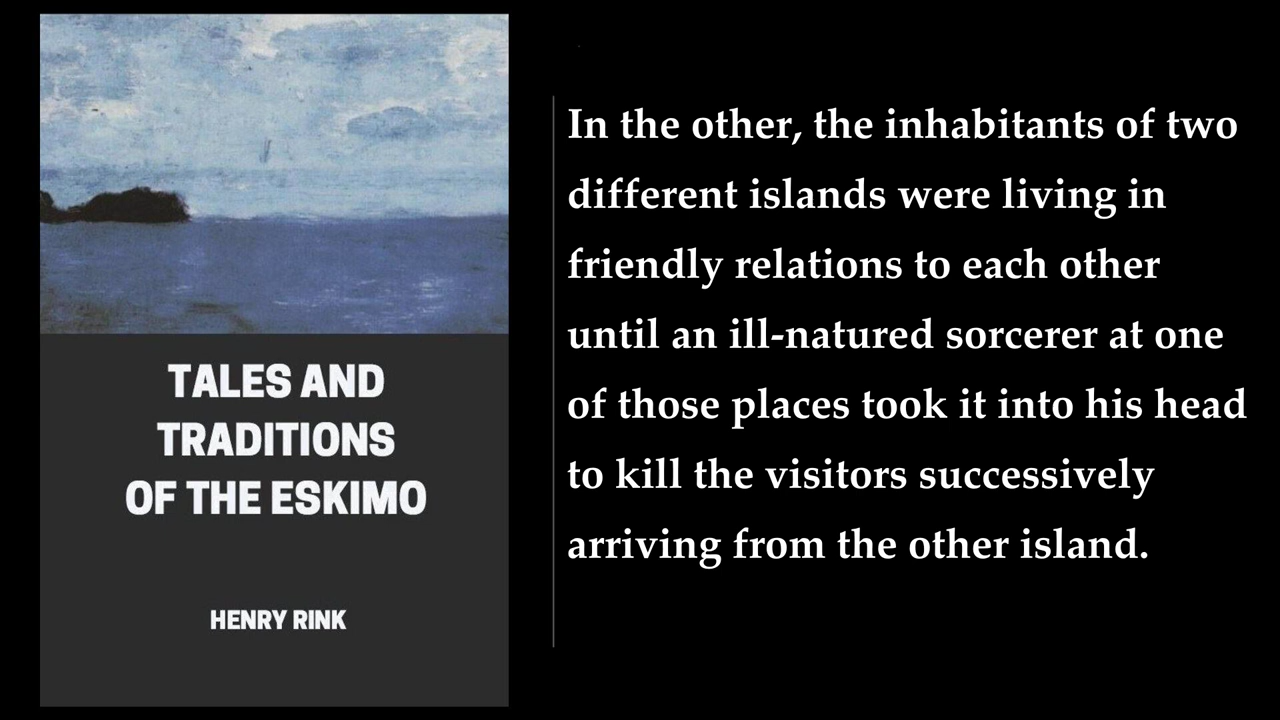 TALES AND
TRADITIONS
OF THE ESKIMO
HENRY RINK
In the other, the inhabitants of two
different islands were living in
friendly relations to each other
until an ill-natured sorcerer at one
of those places took it into his head
to kill the visitors successively
arriving from the other island.